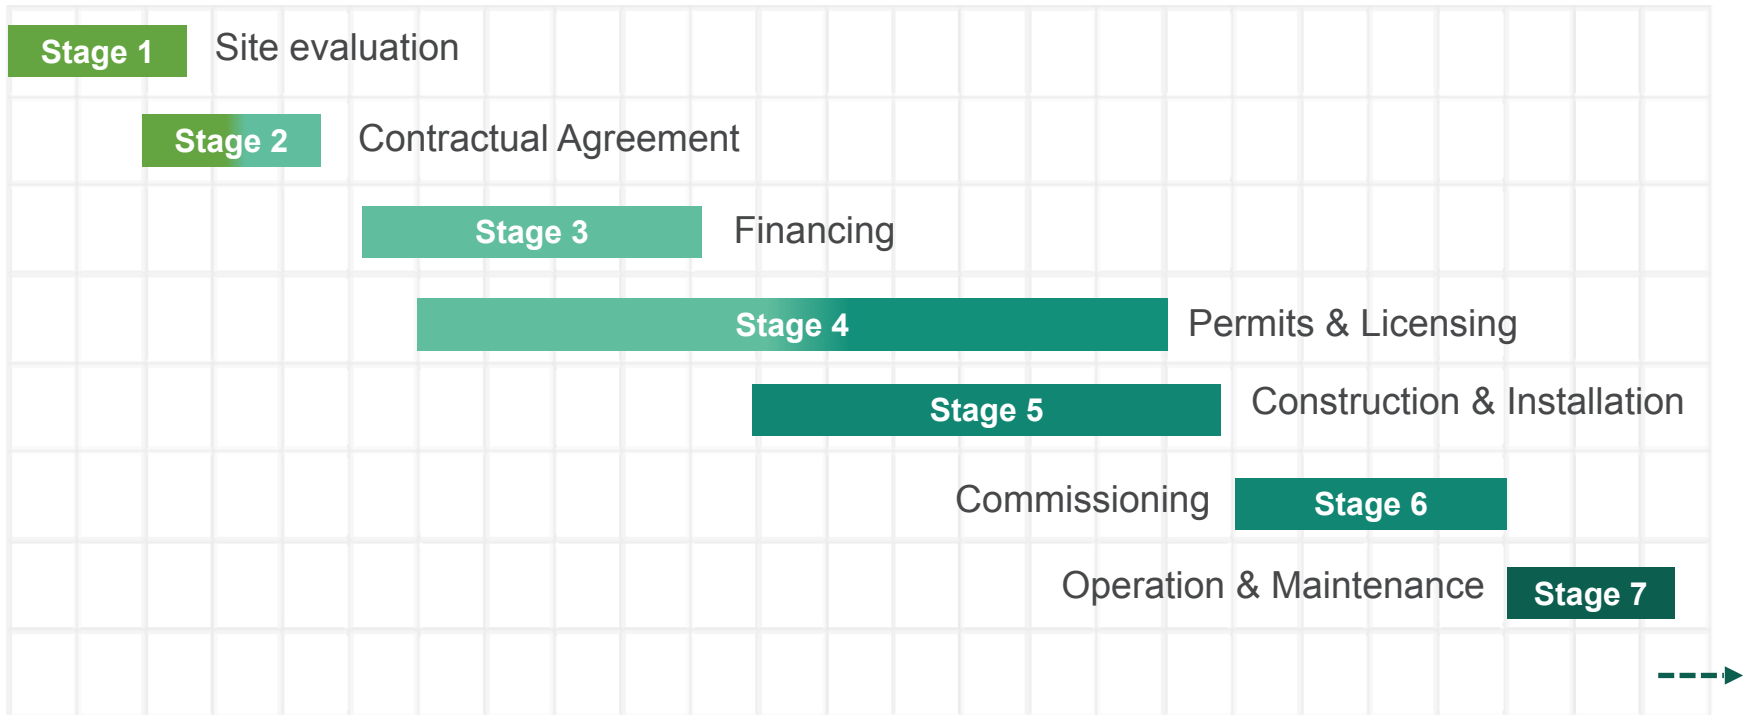 Stage 1 Site evaluation
Stage 2 Contractual Agreement
Stage 3 Financing
Stage 4 Permits & Licensing
Stage 5 Construction & Installation
Commissioning Stage 6
Operation & Maintenance Stage 7